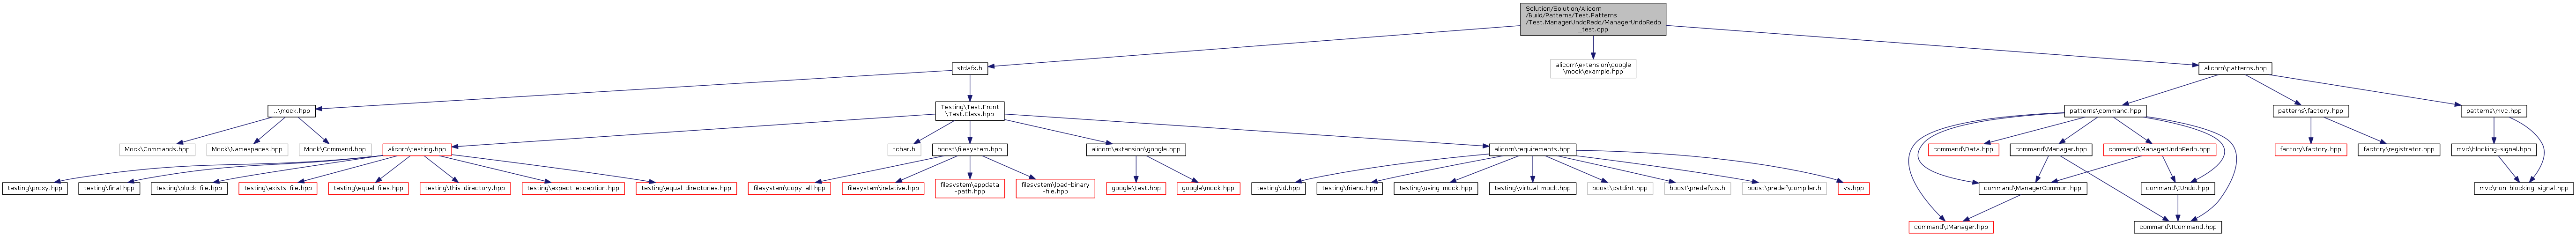 Solution/Solution/Alicorn
/Build/Patterns/Test.Patterns
/Test.ManagerUndoRedo/ManagerUndoRedo
_test.cpp
stdafx.h
alicorn\extension\google
\mock\example.hpp
alicorn\patterns.hpp
..\mock.hpp
Testing\Test.Front
\Test.Class.hpp
patterns\command.hpp
patterns\factory.hpp
patterns\mvc.hpp
Mock\Commands.hpp
Mock\Namespaces.hpp
Mock\Command.hpp
alicorn\testing.hpp
tchar.h
boost\filesystem.hpp
alicorn\extension\google.hpp
alicorn\requirements.hpp
command\Data.hpp
command\Manager.hpp
command\ManagerUndoRedo.hpp
factory\factory.hpp
factory\registrator.hpp
mvc\blocking-signal.hpp
testing\proxy.hpp
testing\final.hpp
testing\block-file.hpp
testing\exists-file.hpp
testing\equal-files.hpp
testing\this-directory.hpp
testing\expect-exception.hpp
testing\equal-directories.hpp
filesystem\copy-all.hpp
filesystem\relative.hpp
filesystem\appdata
-path.hpp
filesystem\load-binary
-file.hpp
google\test.hpp
google\mock.hpp
testing\id.hpp
testing\friend.hpp
testing\using-mock.hpp
testing\virtual-mock.hpp
boost\cstdint.hpp
boost\predef\os.h
boost\predef\compiler.h
vs.hpp
command\ManagerCommon.hpp
command\IUndo.hpp
mvc\non-blocking-signal.hpp
command\IManager.hpp
command\ICommand.hpp